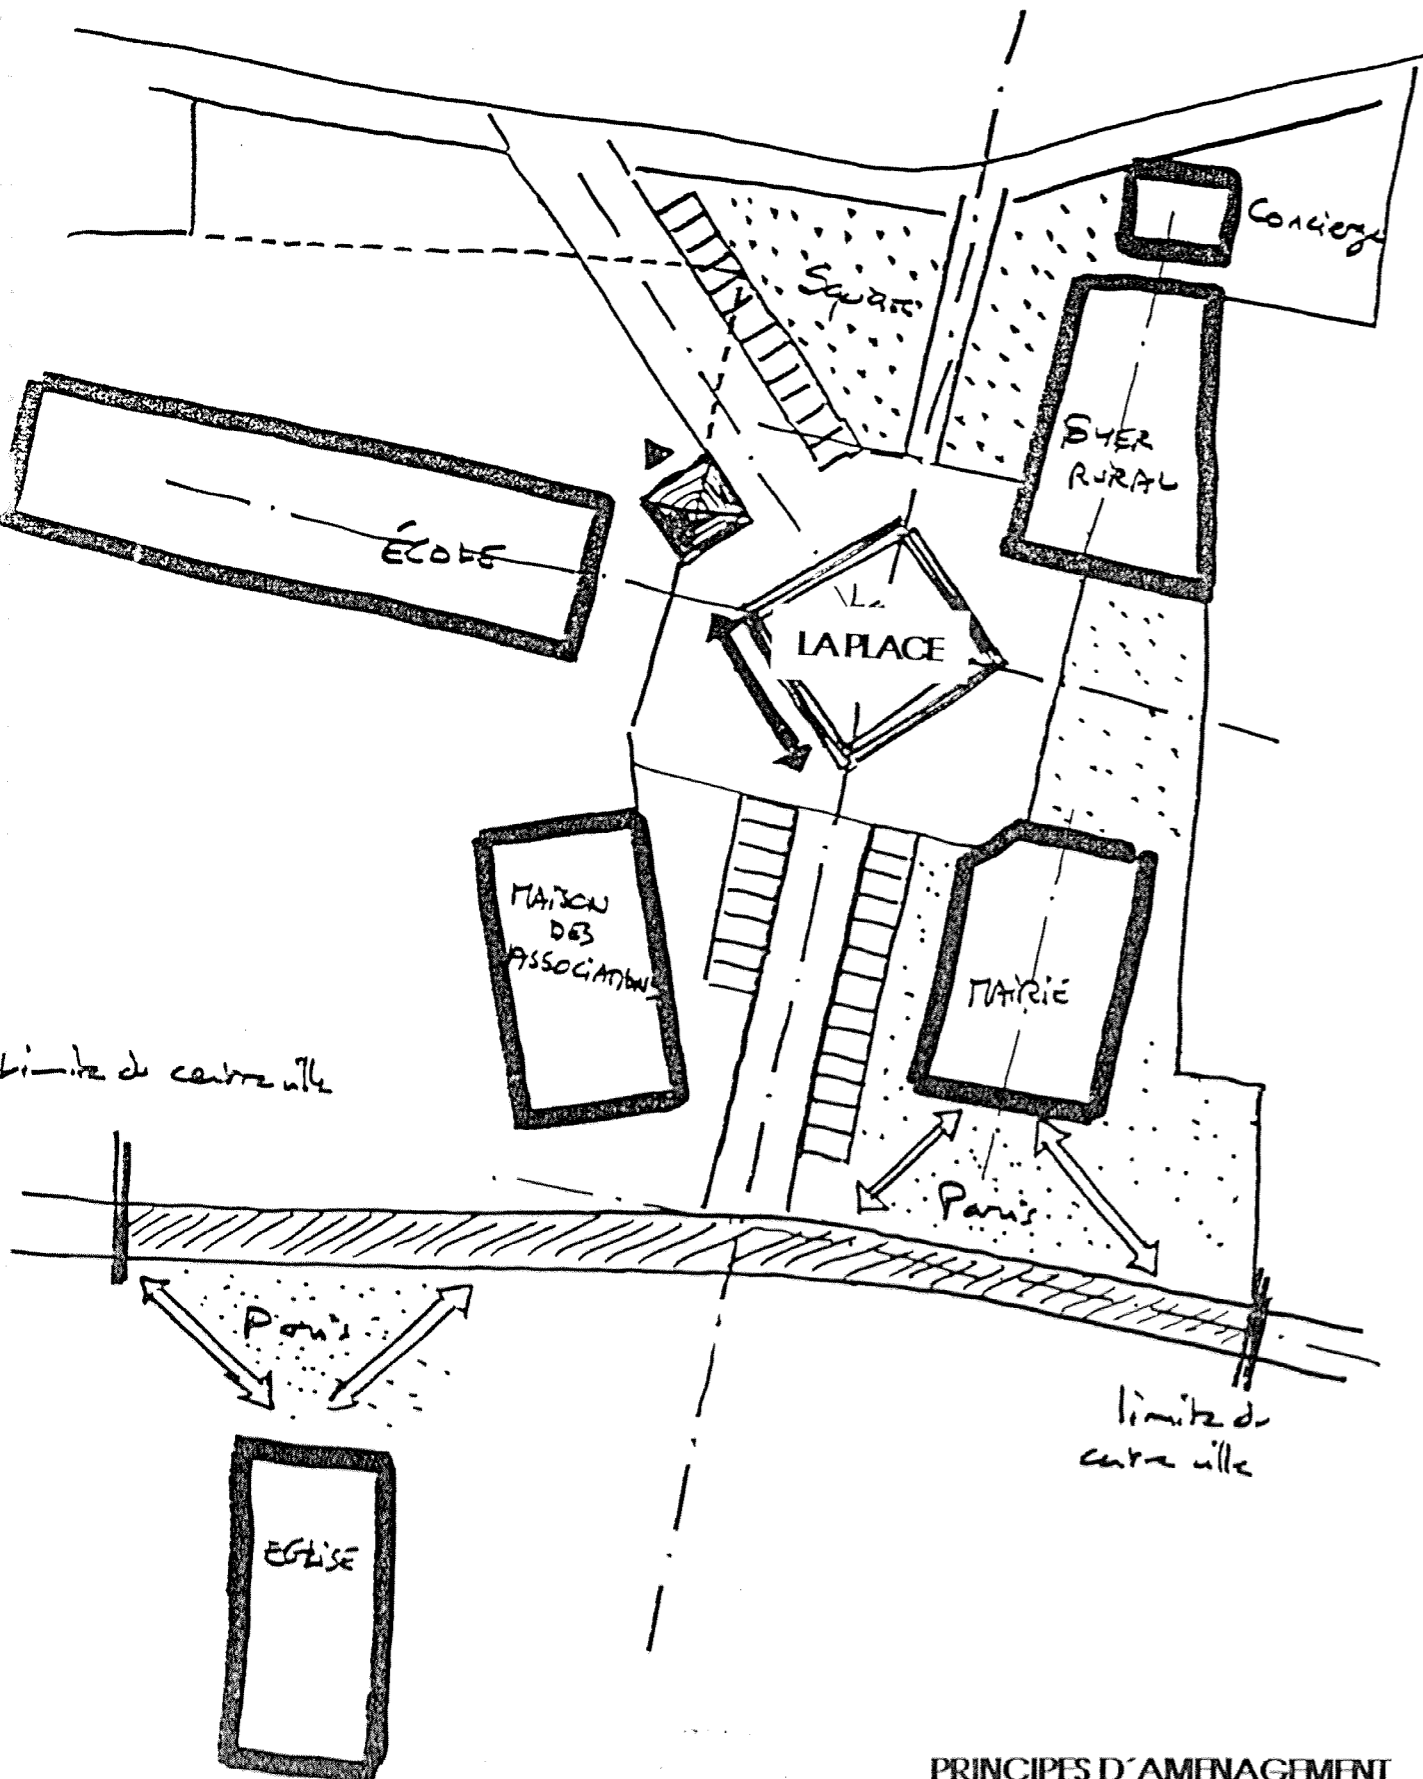 Concierge
Square
FOYER
RURAL
ÉCOLE
LA PLACE
MAISON
DES
ASSOCIATIONS
MAIRIE
Limite du centre ville
Parvis
Parvis
limite du
centre ville
EGLISE
PRINCIPES D'AMENAGEMENT